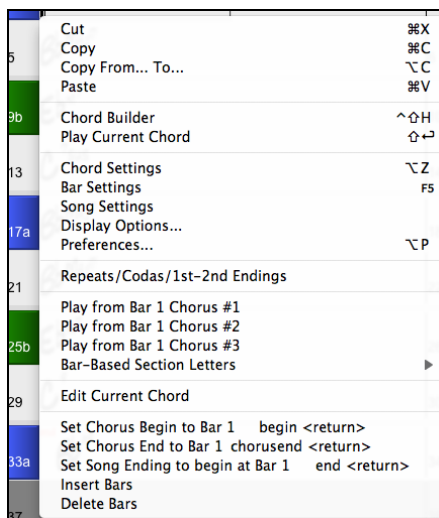 Cut ⌘X
Copy ⌘C
Copy From... To... ⌥C
Paste ⌘V
Chord Builder ^⇧H
Play Current Chord ⇧↩
Chord Settings ⌥Z
Bar Settings F5
Song Settings
Display Options...
Preferences... ⌥P
Repeats/Codas/1st-2nd Endings
Play from Bar 1 Chorus #1
Play from Bar 1 Chorus #2
Play from Bar 1 Chorus #3
Bar-Based Section Letters
Edit Current Chord
Set Chorus Begin to Bar 1 begin <return>
Set Chorus End to Bar 1 chorusend <return>
Set Song Ending to begin at Bar 1 end <return>
Insert Bars
Delete Bars
5
9b
13
17a
21
25b
29
33a
37